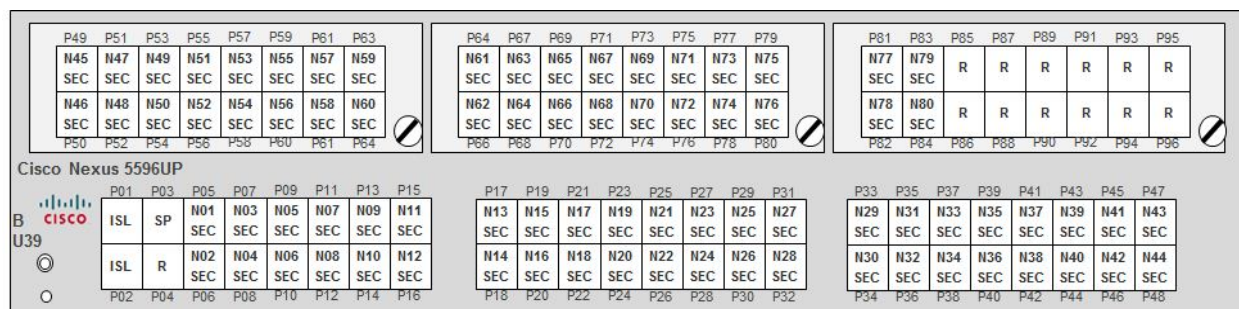 P49 P51 P53 P55 P57 P59 P61 P63
N45 N47 N49 N51 N53 N55 N57 N59
SEC SEC SEC SEC SEC SEC SEC SEC
N46 N48 N50 N52 N54 N56 N58 N60
SEC SEC SEC SEC SEC SEC SEC SEC
P50 P52 P54 P56 P58 P60 P61 P64
P64 P67 P69 P71 P73 P75 P77 P79
N61 N63 N65 N67 N69 N71 N73 N75
SEC SEC SEC SEC SEC SEC SEC SEC
N62 N64 N66 N68 N70 N72 N74 N76
SEC SEC SEC SEC SEC SEC SEC SEC
P66 P68 P70 P72 P74 P76 P78 P80
P81 P83 P85 P87 P89 P91 P93 P95
N77 N79 R R R R R R
SEC SEC
N78 N80 R R R R R R
SEC SEC
P82 P84 P86 P88 P90 P92 P94 P96
Cisco Nexus 5596UP
CISCO
B
U39
P01 P03 P05 P07 P09 P11 P13 P15
ISL SP N01 N03 N05 N07 N09 N11
SEC SEC SEC SEC SEC SEC
ISL R N02 N04 N06 N08 N10 N12
SEC SEC SEC SEC SEC SEC
P02 P04 P06 P08 P10 P12 P14 P16
P17 P19 P21 P23 P25 P27 P29 P31
N13 N15 N17 N19 N21 N23 N25 N27
SEC SEC SEC SEC SEC SEC SEC SEC
N14 N16 N18 N20 N22 N24 N26 N28
SEC SEC SEC SEC SEC SEC SEC SEC
P18 P20 P22 P24 P26 P28 P30 P32
P33 P35 P37 P39 P41 P43 P45 P47
N29 N31 N33 N35 N37 N39 N41 N43
SEC SEC SEC SEC SEC SEC SEC SEC
N30 N32 N34 N36 N38 N40 N42 N44
SEC SEC SEC SEC SEC SEC SEC SEC
P34 P36 P38 P40 P42 P44 P46 P48